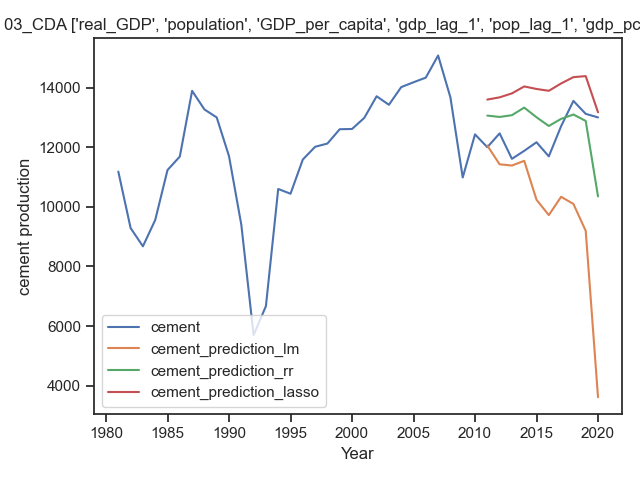 03_CDA ['real_GDP', 'population', 'GDP_per_capita', 'gdp_lag_1', 'pop_lag_1', 'gdp_pc
14000
12000
10000
8000
6000
4000
cement production
cement
cement_prediction_lm
cement_prediction_rr
cement_prediction_lasso
1980 1985 1990 1995 2000 2005 2010 2015 2020
Year